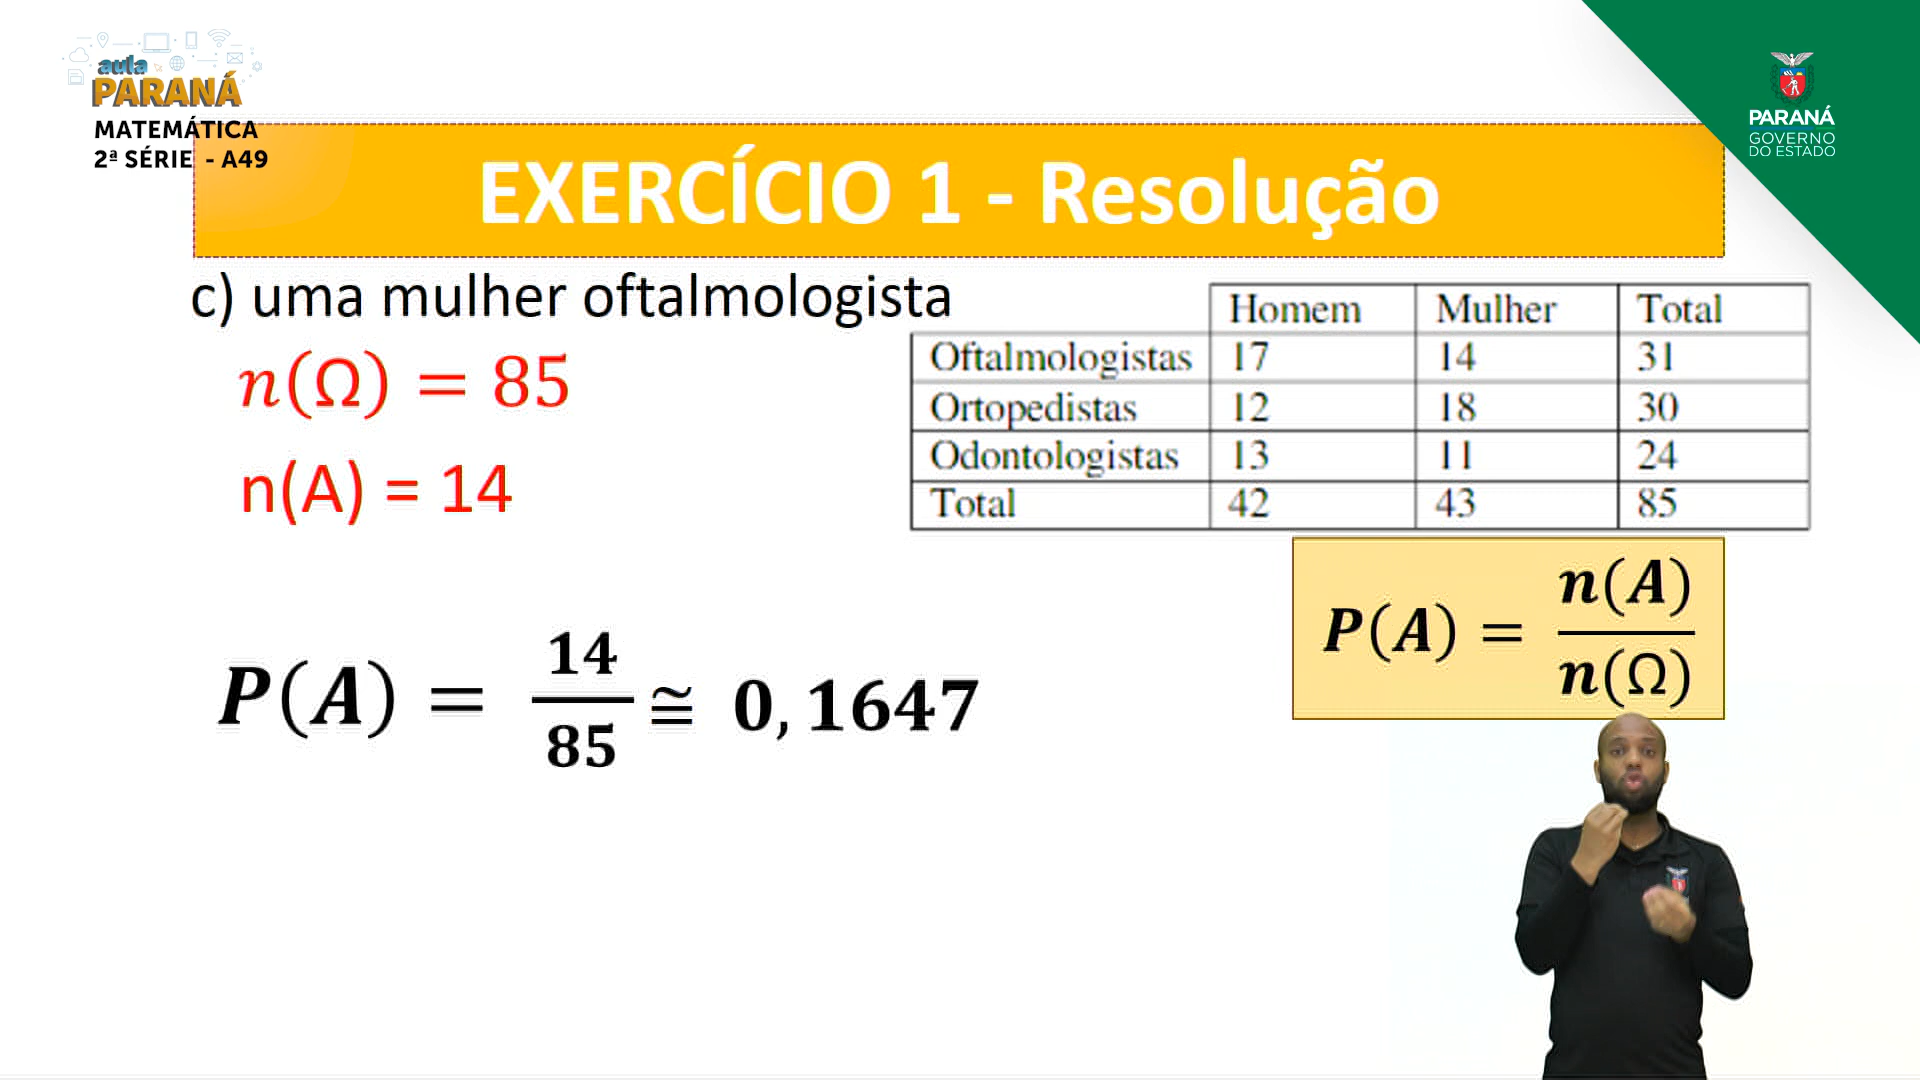 aula
PARANÁ
MATEMÁTICA
2ª SÉRIE - A49
PARANÁ
GOVERNO
DO ESTADO
EXERCÍCIO 1 - Resolução
c) uma mulher oftalmologista
n(Ω) = 85
n(A) = 14
Homem Mulher Total
Oftalmologistas 17 14 31
Ortopedistas 12 18 30
Odontologistas 13 11 24
Total 42 43 85
P(A) = n(A)/n(Ω)
P(A) = 14/85 ≅ 0,1647